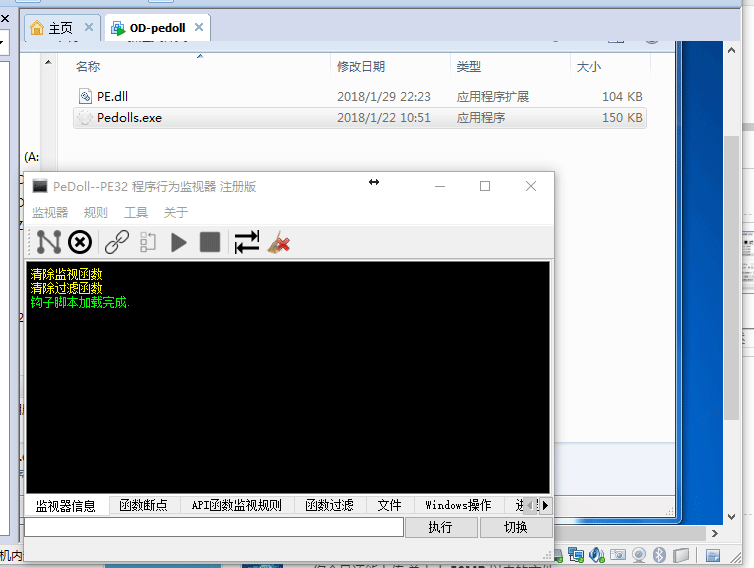 主页
OD-pedoll
名称 修改日期 类型 大小
PE.dll 2018/1/29 22:23 应用程序扩展 104 KB
Pedolls.exe 2018/1/22 10:51 应用程序 150 KB
(A:
PeDoll--PE32 程序行为监视器 注册版
监视器 规则 工具 关于
清除监视函数
清除过滤函数
钩子脚本加载完成.
监视器信息 函数断点 API函数监视规则 函数过滤 文件 Windows操作
执行 切换
机内